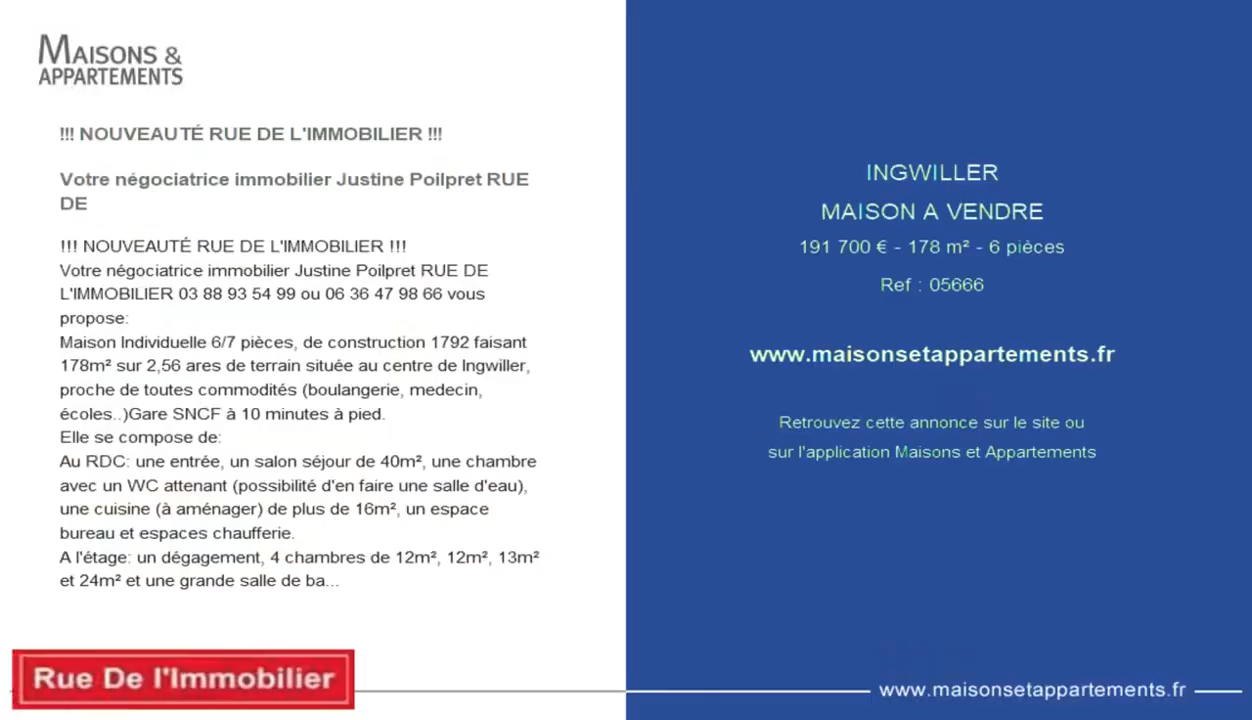 MAISONS &
APPARTEMENTS
!!! NOUVEAUTÉ RUE DE L'IMMOBILIER !!!
Votre négociatrice immobilier Justine Poilpret RUE
DE
!!! NOUVEAUTÉ RUE DE L'IMMOBILIER !!!
Votre négociatrice immobilier Justine Poilpret RUE DE
L'IMMOBILIER 03 88 93 54 99 ou 06 36 47 98 66 vous
propose:
Maison Individuelle 6/7 pièces, de construction 1792 faisant
178m² sur 2,56 ares de terrain située au centre de Ingwiller,
proche de toutes commodités (boulangerie, medecin,
écoles..)Gare SNCF à 10 minutes à pied.
Elle se compose de:
Au RDC: une entrée, un salon séjour de 40m², une chambre
avec un WC attenant (possibilité d'en faire une salle d'eau),
une cuisine (à aménager) de plus de 16m², un espace
bureau et espaces chaufferie.
A l'étage: un dégagement, 4 chambres de 12m², 12m², 13m²
et 24m² et une grande salle de ba...
Rue De l'Immobilier
INGWILLER
MAISON A VENDRE
191 700 € - 178 m² - 6 pièces
Ref : 05666
www.maisonsetappartements.fr
Retrouvez cette annonce sur le site ou
sur l'application Maisons et Appartements
www.maisonsetappartements.fr